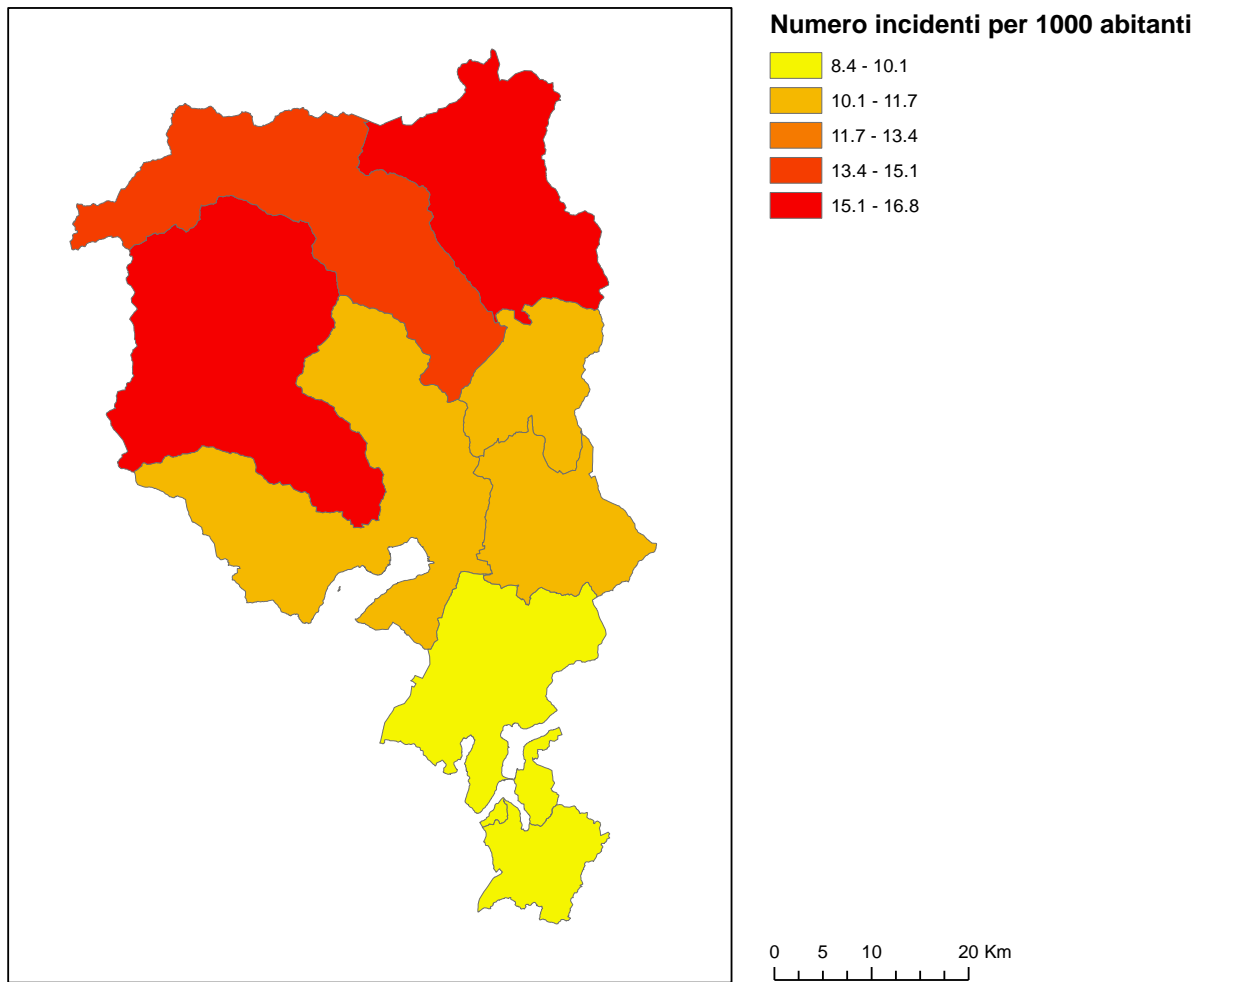 Numero incidenti per 1000 abitanti
8.4 - 10.1
10.1 - 11.7
11.7 - 13.4
13.4 - 15.1
15.1 - 16.8
0 5 10 20 Km